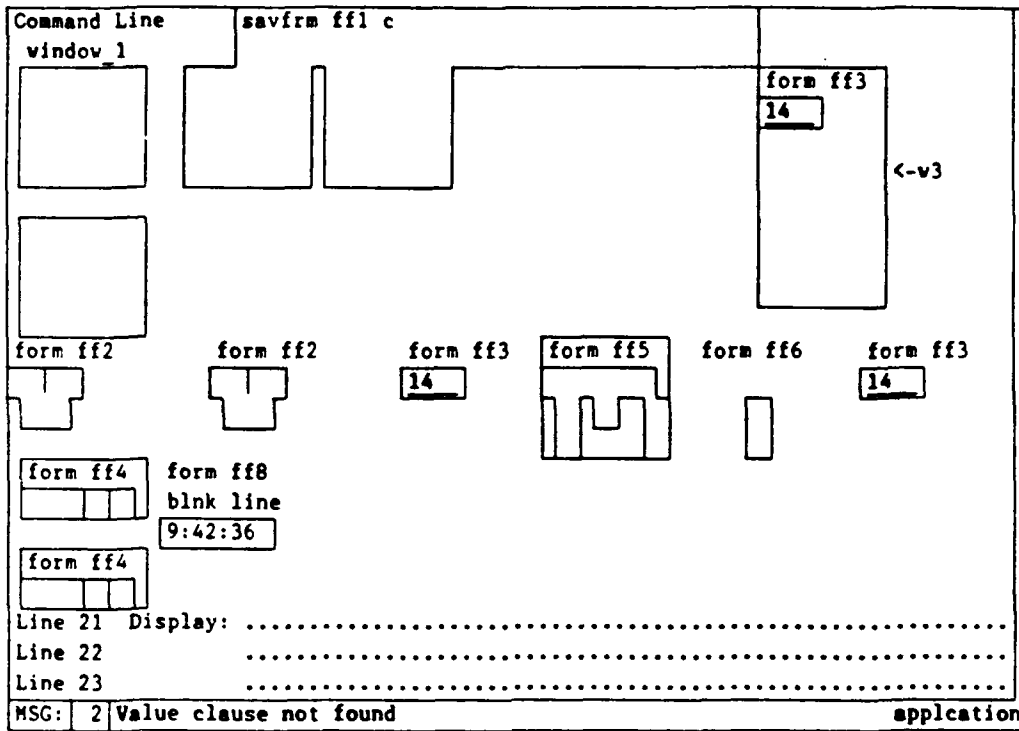 Command Line savfrm ff1 c
window_1
form ff3
14
<-w3
form ff2 form ff2 form ff3 form ff5 form ff6 form ff3
14 14
form ff4 form ff8
blnk line
9:42:36
form ff4
Line 21 Display: ............................................................
Line 22 ............................................................
Line 23 ............................................................
MSG: 2 Value clause not found applcation